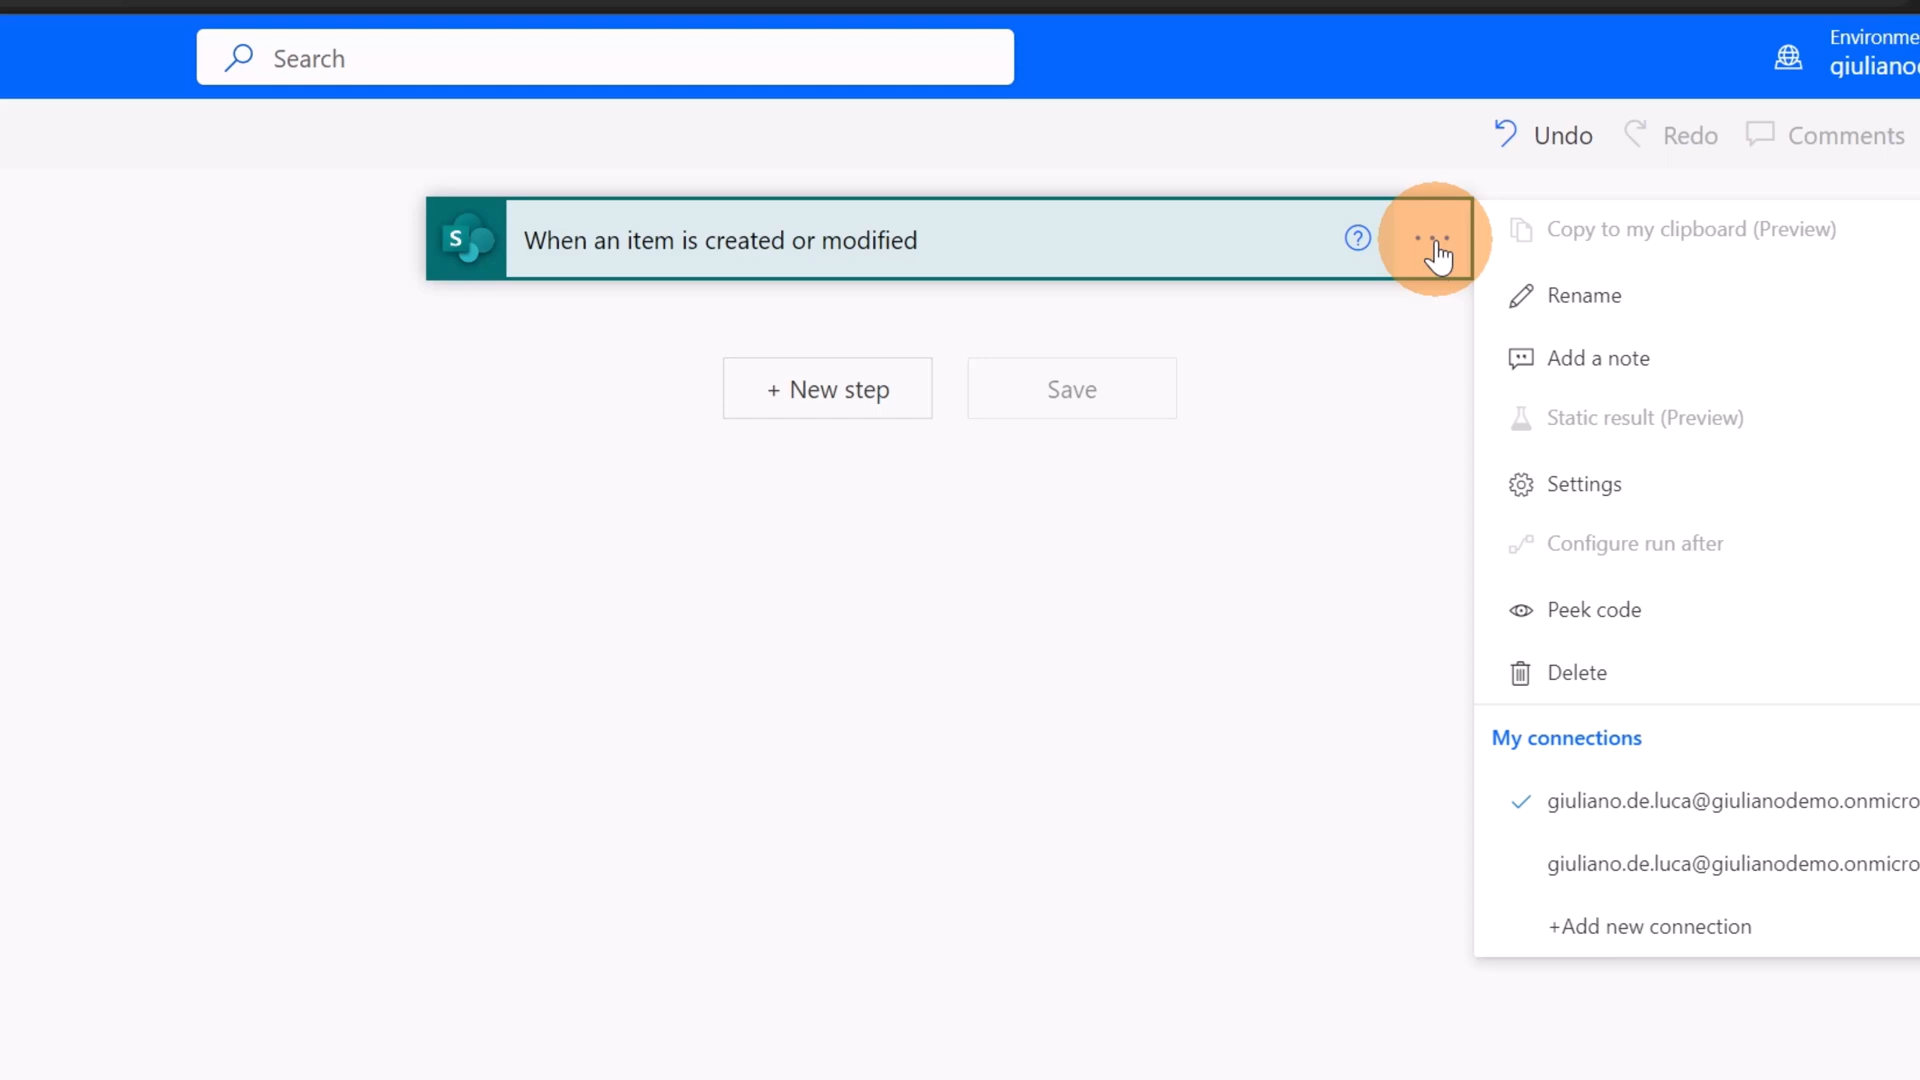 Search
Environme
giuliano
Undo
Redo
Comments
S
When an item is created or modified
?
...
+ New step
Save
Copy to my clipboard (Preview)
Rename
Add a note
Static result (Preview)
Settings
Configure run after
Peek code
Delete
My connections
giuliano.de.luca@giulianodemo.onmicro
giuliano.de.luca@giulianodemo.onmicro
+Add new connection